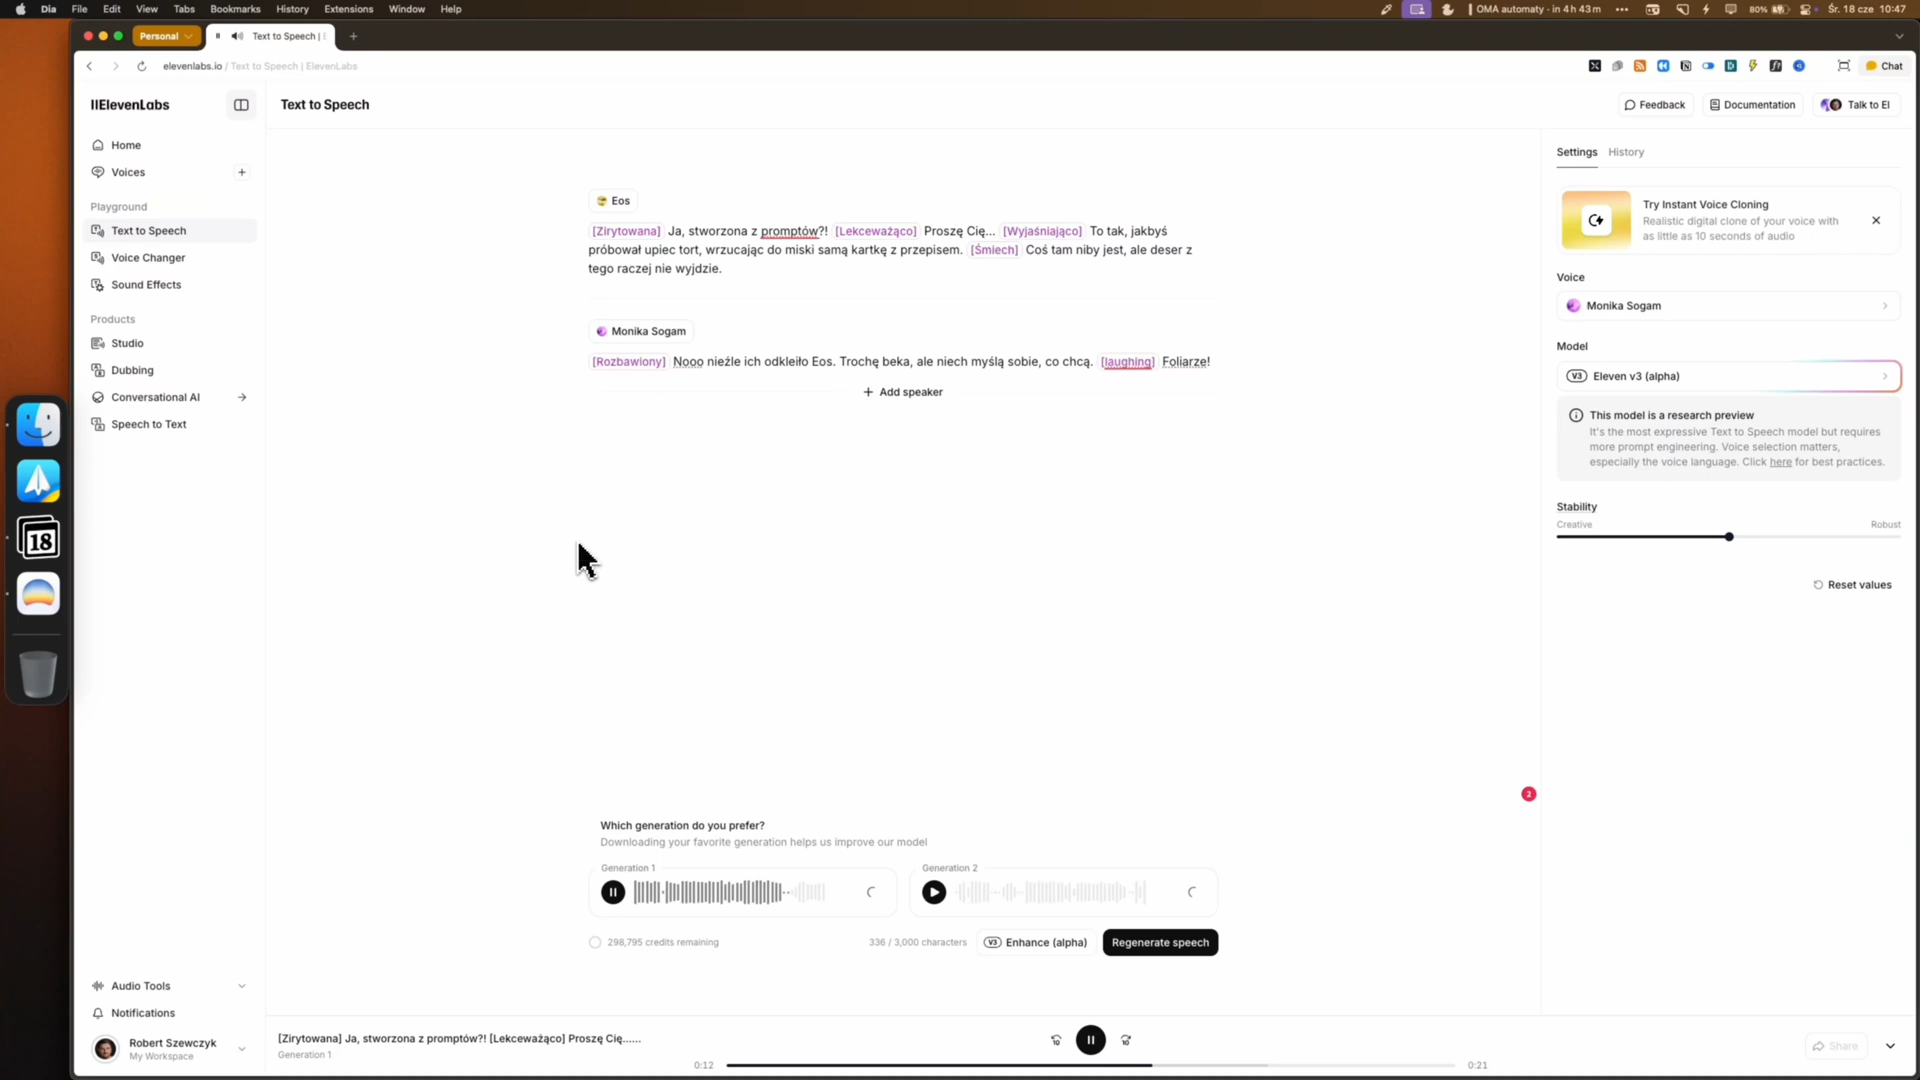 Dia File Edit View Tabs Bookmarks History Extensions Window Help
OMA automaty · in 4 h 43 m ••• 80% Śr. 18 cze 10:47
Personal Text to Speech |
elevenlabs.io / Text to Speech | ElevenLabs
Chat
IIElevenLabs
Home
Voices
Playground
Text to Speech
Voice Changer
Sound Effects
Products
Studio
Dubbing
Conversational AI
Speech to Text
18
Audio Tools
Notifications
Robert Szewczyk
My Workspace
Text to Speech
Feedback
Documentation
Talk to El
Eos
[Zirytowana] Ja, stworzona z promptów?! [Lekceważąco] Proszę Cię... [Wyjaśniająco] To tak, jakbyś
próbował upiec tort, wrzucając do miski samą kartkę z przepisem. [Śmiech] Coś tam niby jest, ale deser z
tego raczej nie wyjdzie.
Monika Sogam
[Rozbawiony] Nooo nieźle ich odkleiło Eos. Trochę beka, ale niech myślą sobie, co chcą. [laughing] Foliarze!
+ Add speaker
2
Which generation do you prefer?
Downloading your favorite generation helps us improve our model
Generation 1
Generation 2
298,795 credits remaining
336 / 3,000 characters
V3 Enhance (alpha)
Regenerate speech
Settings History
Try Instant Voice Cloning
Realistic digital clone of your voice with
as little as 10 seconds of audio
Voice
Monika Sogam
Model
V3 Eleven v3 (alpha)
This model is a research preview
It's the most expressive Text to Speech model but requires
more prompt engineering. Voice selection matters,
especially the voice language. Click here for best practices.
Stability
Creative Robust
Reset values
[Zirytowana] Ja, stworzona z promptów?! [Lekceważąco] Proszę Cię......
Generation 1
10 10
0:12 0:21
Share